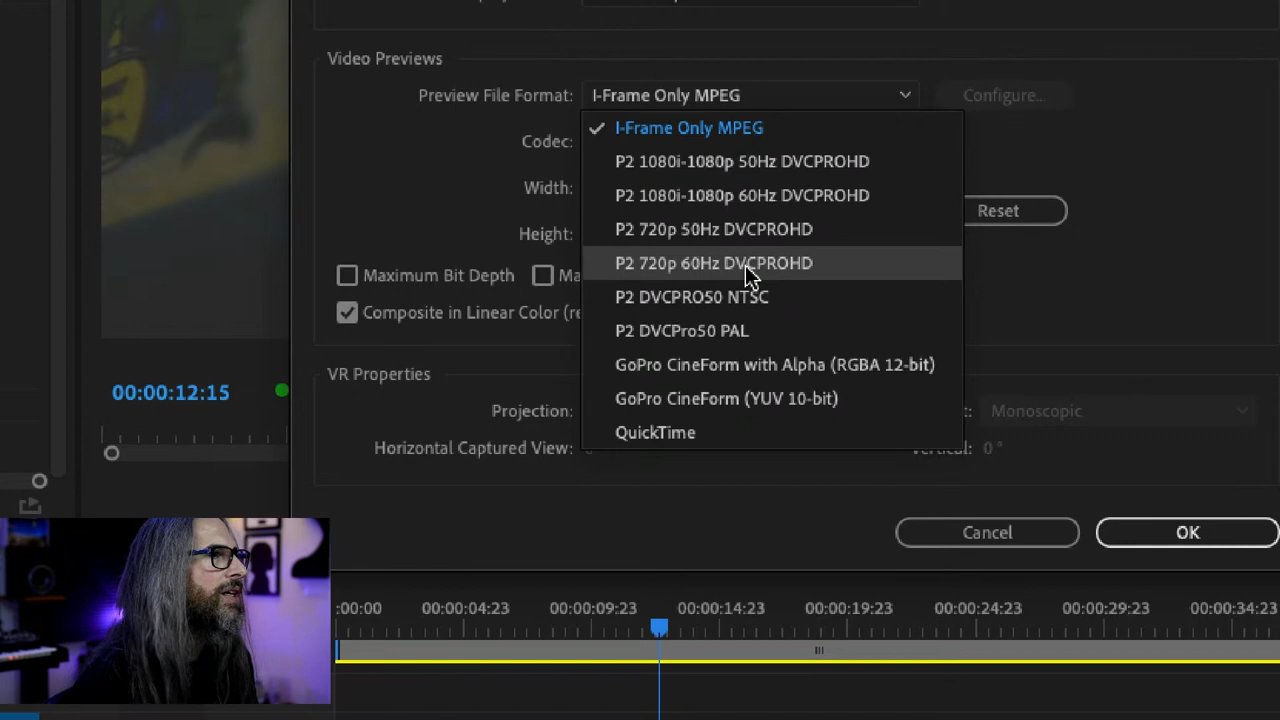 Video Previews
Preview File Format: I-Frame Only MPEG Configure...
I-Frame Only MPEG
Codec:
P2 1080i-1080p 50Hz DVCPROHD
Width:
P2 1080i-1080p 60Hz DVCPROHD
Reset
Height:
P2 720p 50Hz DVCPROHD
P2 720p 60Hz DVCPROHD
Maximum Bit Depth Ma
P2 DVCPRO50 NTSC
Composite in Linear Color (re
P2 DVCPro50 PAL
GoPro CineForm with Alpha (RGBA 12-bit)
VR Properties
GoPro CineForm (YUV 10-bit)
Projection: Monoscopic
QuickTime
Horizontal Captured View: Vertical: 0 °
00:00:12:15
Cancel OK
:00:00 00:00:04:23 00:00:09:23 00:00:14:23 00:00:19:23 00:00:24:23 00:00:29:23 00:00:34:23